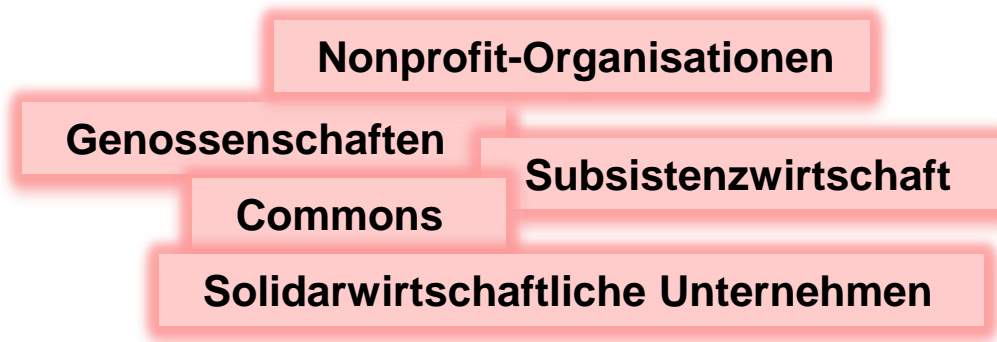 Nonprofit-Organisationen
Genossenschaften
Subsistenzwirtschaft
Commons
Solidarwirtschaftliche Unternehmen